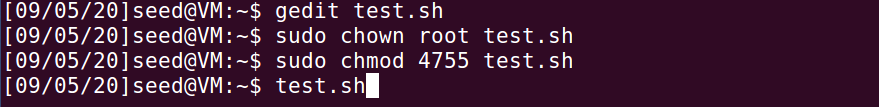 [09/05/20]seed@VM:~$ gedit test.sh
[09/05/20]seed@VM:~$ sudo chown root test.sh
[09/05/20]seed@VM:~$ sudo chmod 4755 test.sh
[09/05/20]seed@VM:~$ test.sh